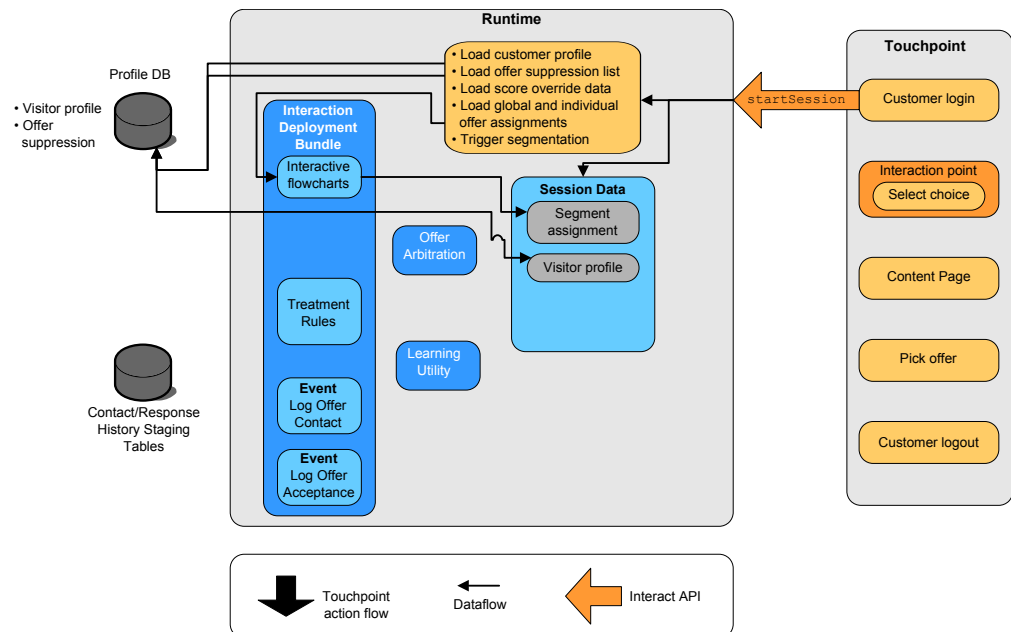 Runtime
Touchpoint
Profile DB
• Visitor profile
• Offer
suppression
• Load customer profile
• Load offer suppression list
• Load score override data
• Load global and individual
offer assignments
• Trigger segmentation
startSession
Customer login
Interaction
Deployment
Bundle
Interactive
flowcharts
Session Data
Segment
assignment
Visitor profile
Offer
Arbitration
Interaction point
Select choice
Content Page
Treatment
Rules
Learning
Utility
Pick offer
Contact/Response
History Staging
Tables
Event
Log Offer
Contact
Customer logout
Event
Log Offer
Acceptance
Touchpoint
action flow
Dataflow
Interact API